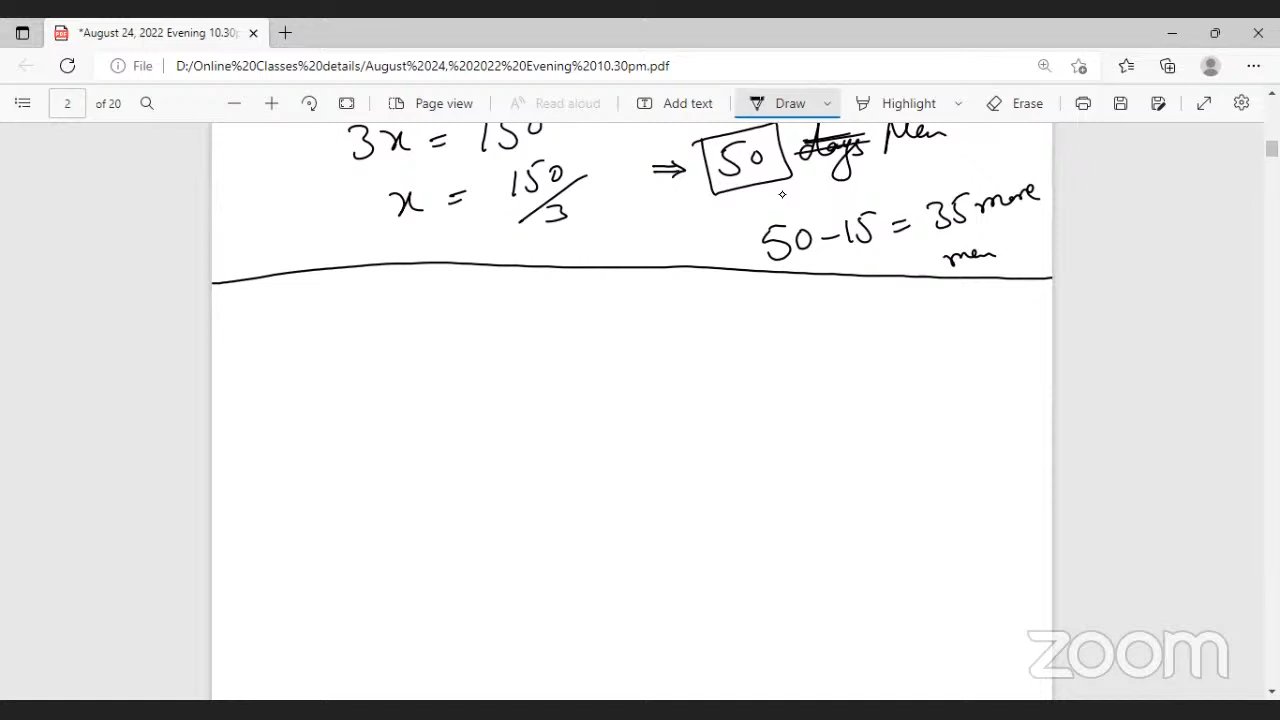 *August 24, 2022 Evening 10.30p
File D:/Online%20Classes%20details/August%2024,%202022%20Evening%2010.30pm.pdf
2 of 20 Page view Read aloud Add text Draw Highlight Erase
3x = 150
⇒ 50 days Men
x = 150/3
50 - 15 = 35 more
men
zoom